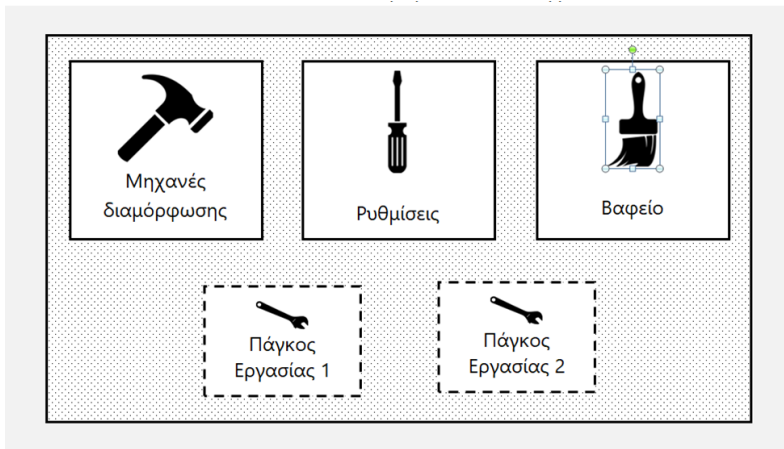 Μηχανές
διαμόρφωσης
Ρυθμίσεις
Βαφείο
Πάγκος
Εργασίας 1
Πάγκος
Εργασίας 2